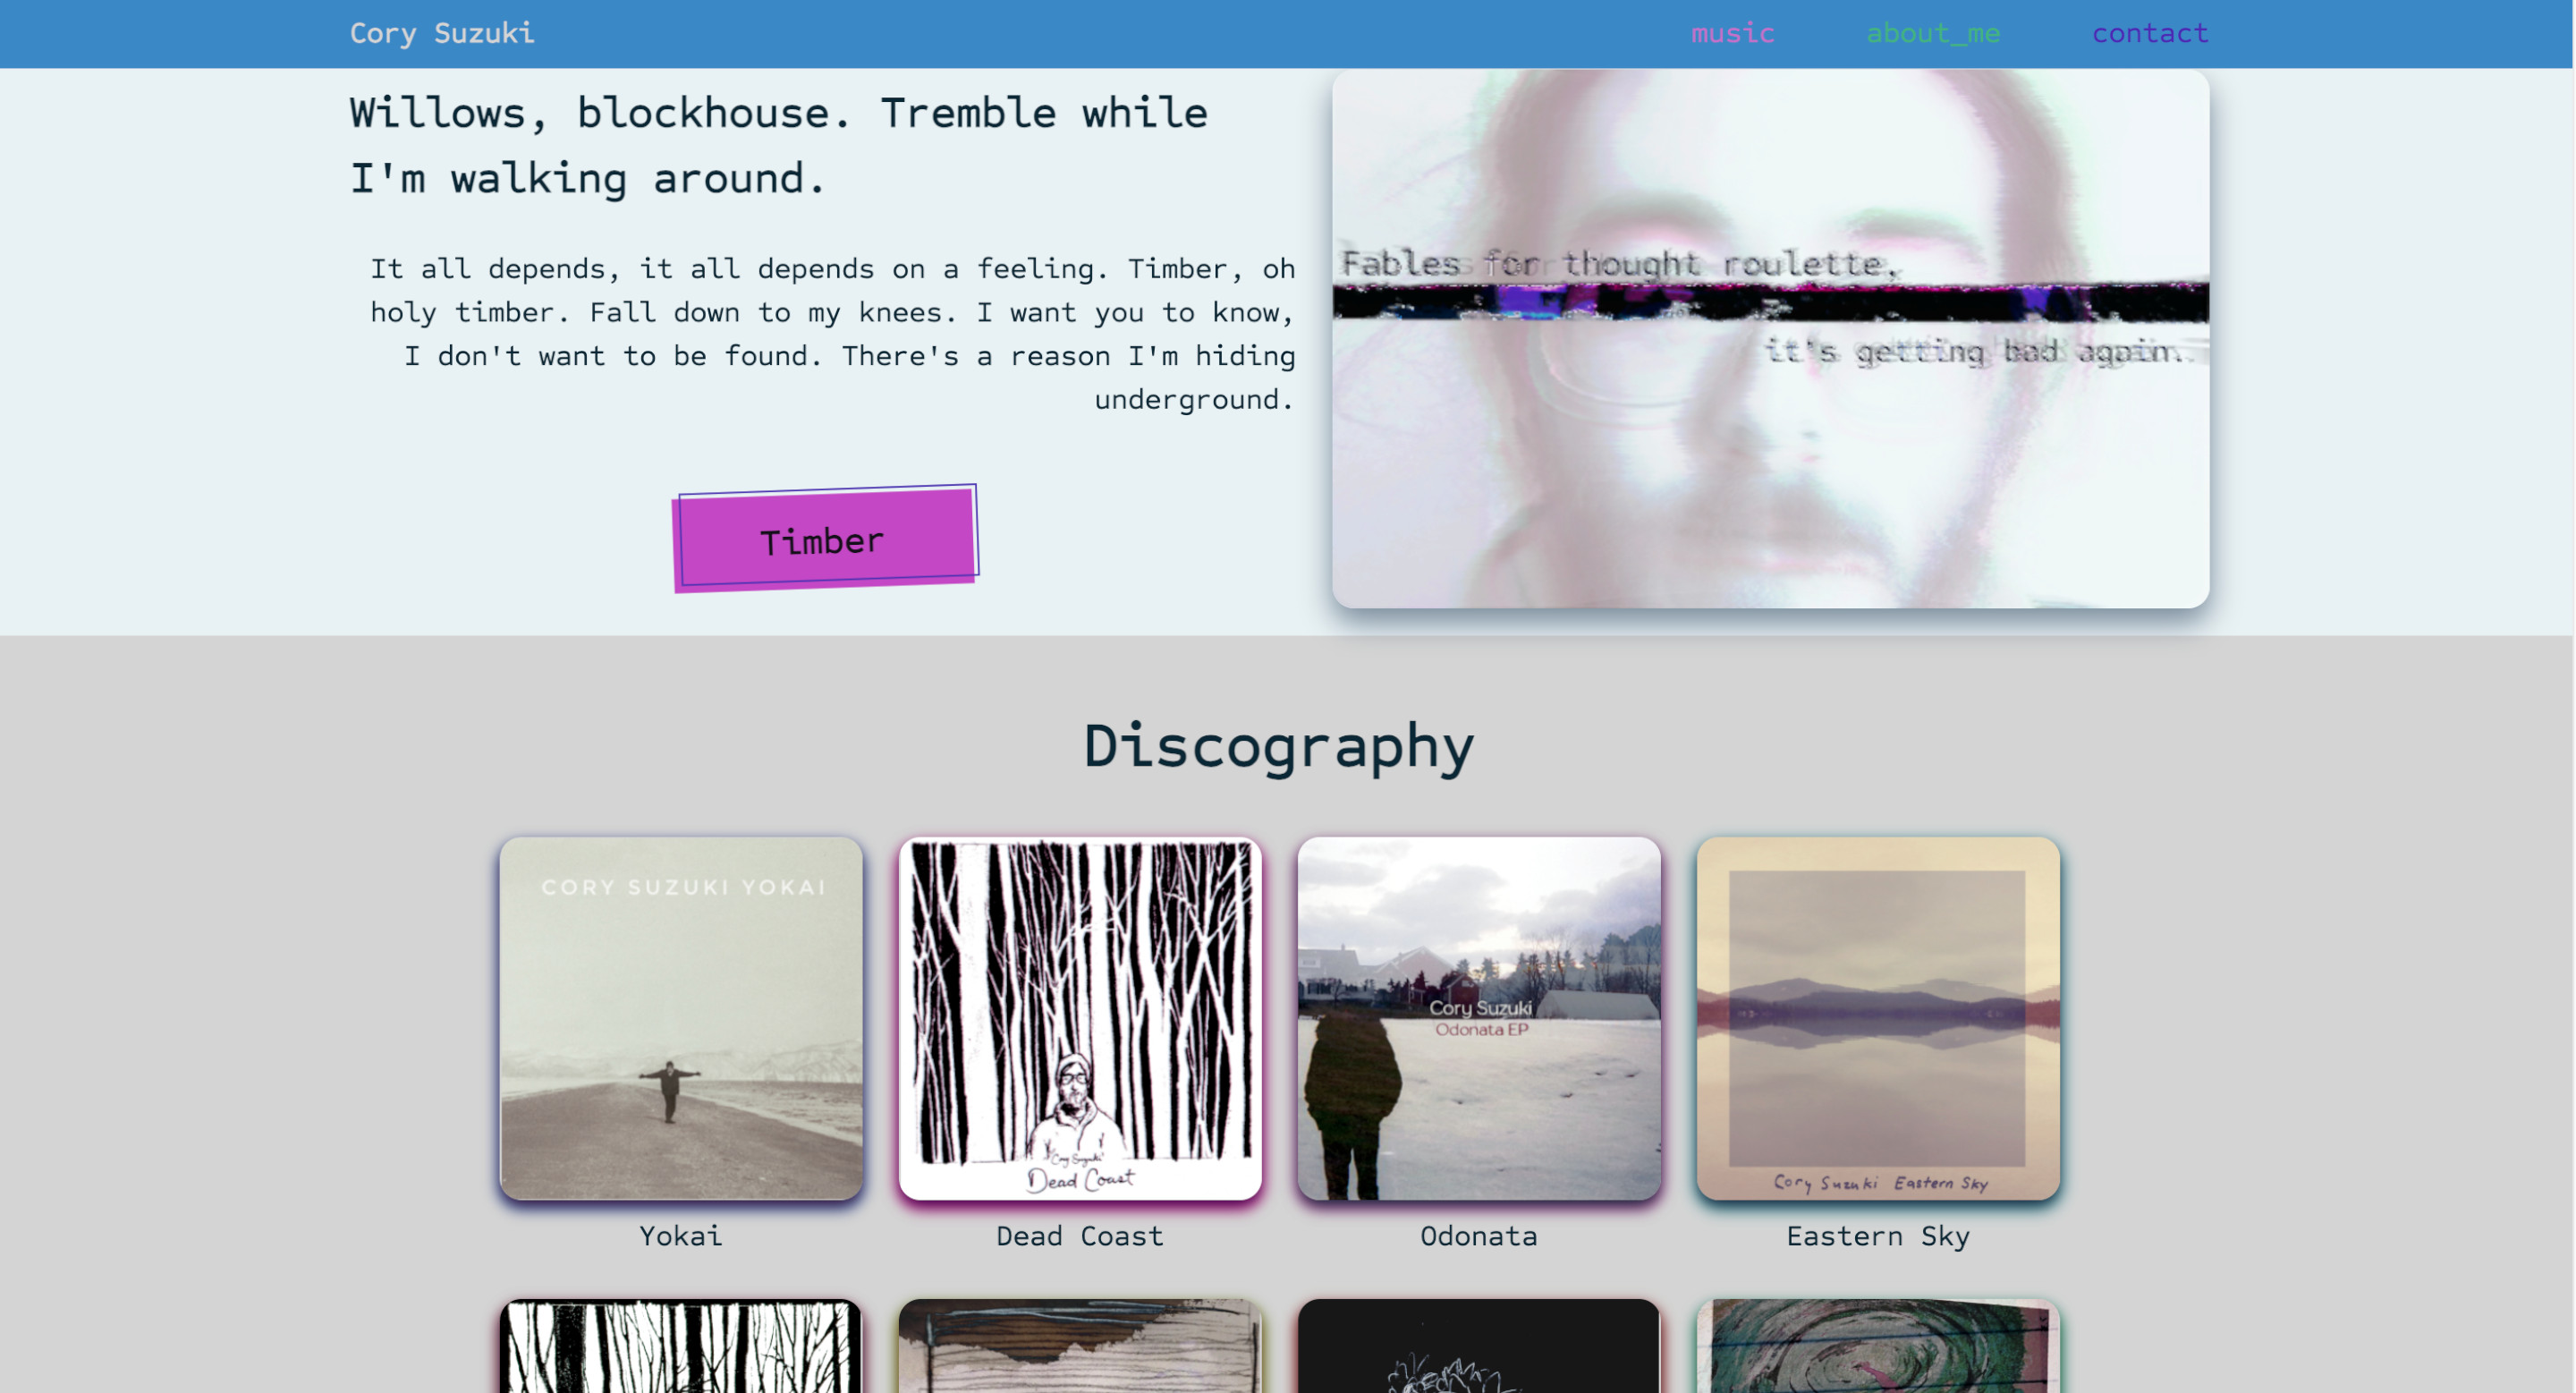 Cory Suzuki
music
about_me
contact
Willows, blockhouse. Tremble while
I'm walking around.
It all depends, it all depends on a feeling. Timber, oh
holy timber. Fall down to my knees. I want you to know,
I don't want to be found. There's a reason I'm hiding
underground.
Timber
Fables for thought roulette,
it's getting bad again.
Discography
CORY SUZUKI YOKAI
Cory Suzuki
Dead Coast
Cory Suzuki
Odonata EP
Cory Suzuki Eastern Sky
Yokai
Dead Coast
Odonata
Eastern Sky